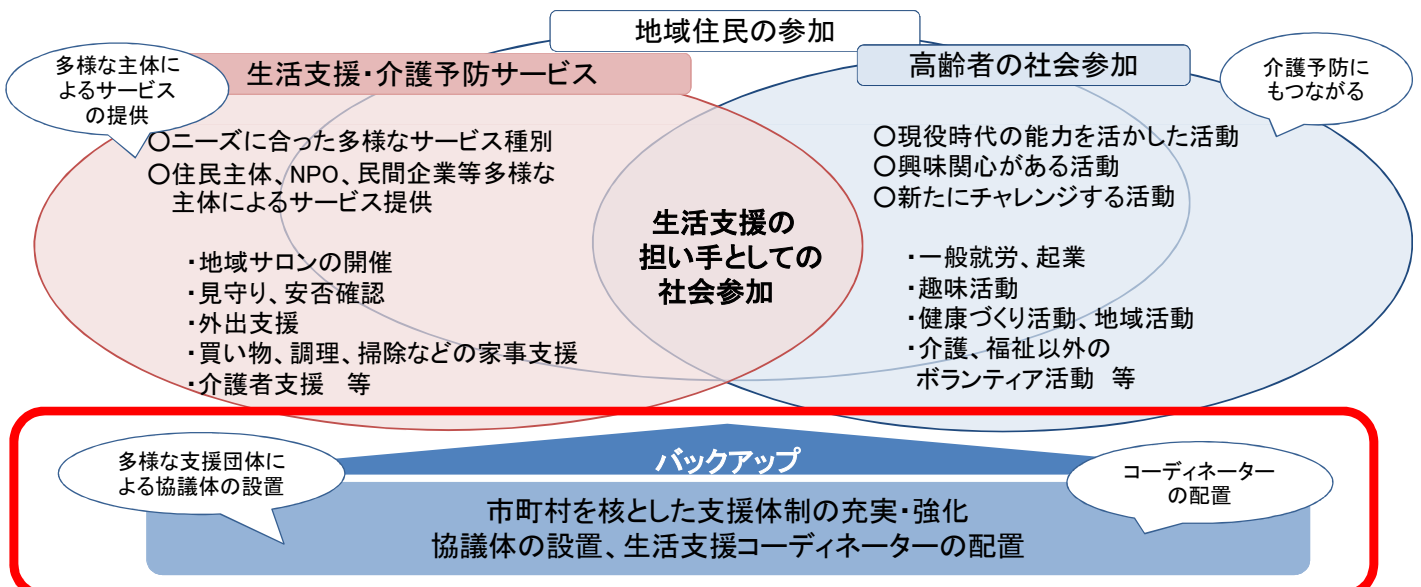 地域住民の参加
多様な主体に
よるサービス
の提供
生活支援・介護予防サービス
高齢者の社会参加
介護予防に
もつながる
○ニーズに合った多様なサービス種別
○住民主体、NPO、民間企業等多様な
主体によるサービス提供
・地域サロンの開催
・見守り、安否確認
・外出支援
・買い物、調理、掃除などの家事支援
・介護者支援 等
生活支援の
担い手としての
社会参加
○現役時代の能力を活かした活動
○興味関心がある活動
○新たにチャレンジする活動
・一般就労、起業
・趣味活動
・健康づくり活動、地域活動
・介護、福祉以外の
ボランティア活動 等
バックアップ
多様な支援団体に
よる協議体の設置
コーディネーター
の配置
市町村を核とした支援体制の充実・強化
協議体の設置、生活支援コーディネーターの配置